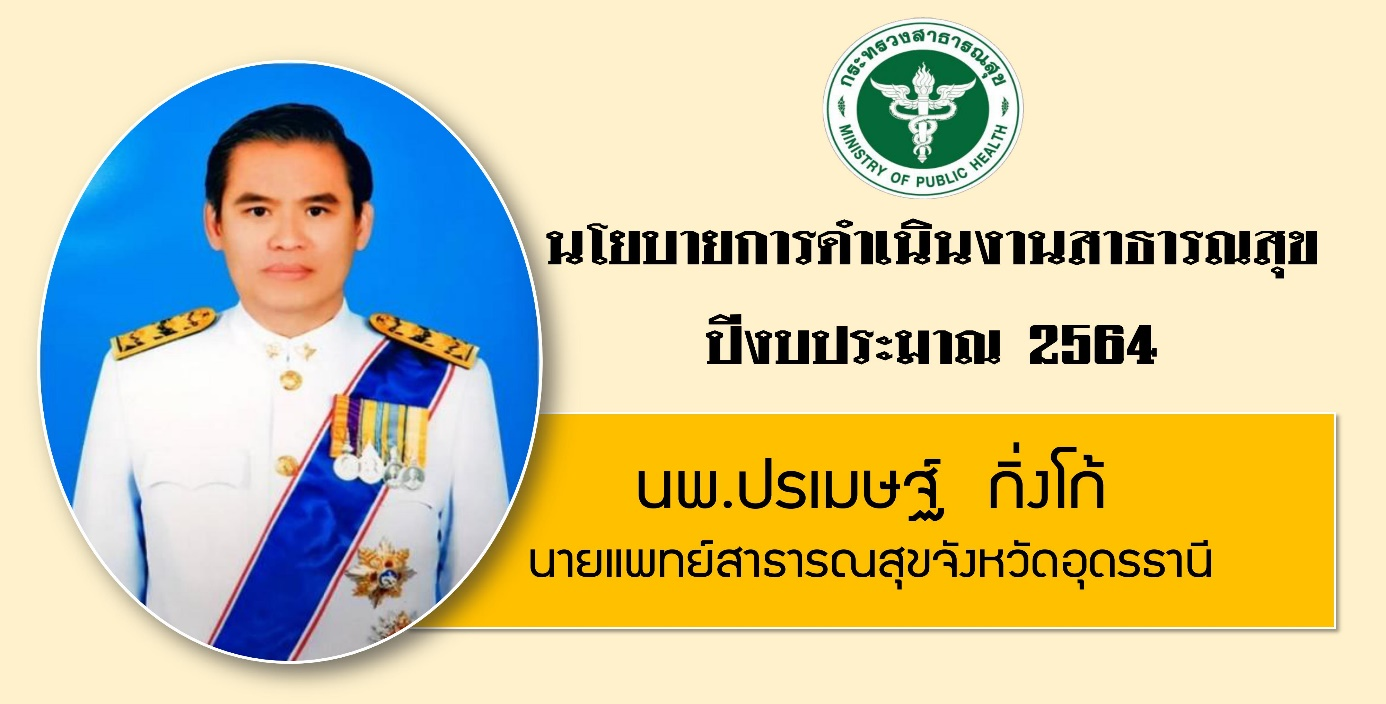 กระทรวงสาธารณสุข
MINISTRY OF PUBLIC HEALTH
นโยบายการดำเนินงานสาธารณสุข
ปีงบประมาณ 2564
นพ.ปรเมษฐ์ กิ่งโก้
นายแพทย์สาธารณสุขจังหวัดอุดรธานี